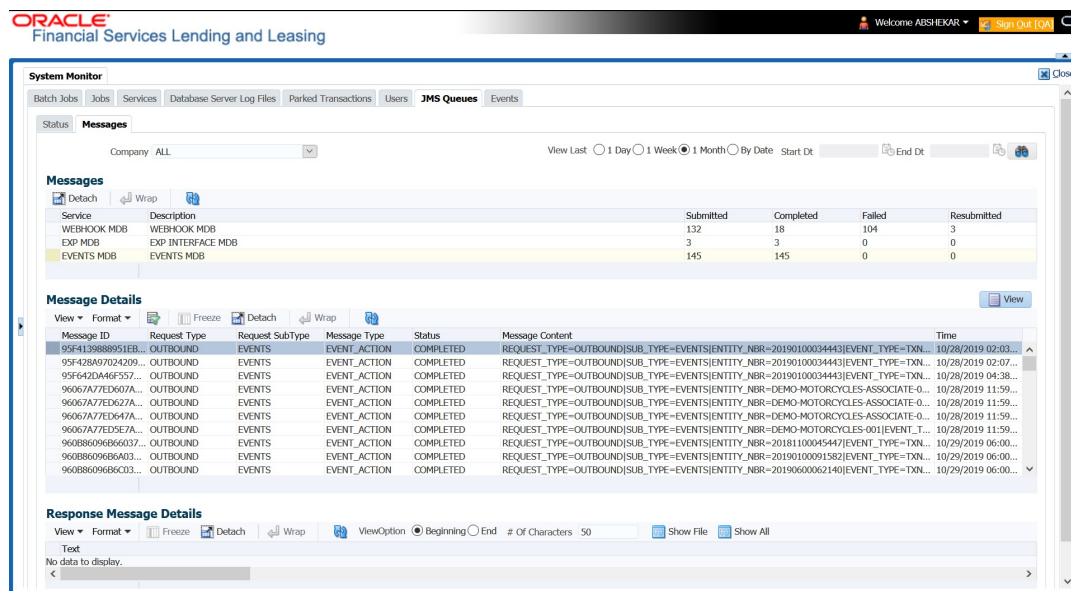 ORACLE
Financial Services Lending and Leasing
Welcome ABSHEKAR Sign Out [QA]
System Monitor
Close
Batch Jobs Jobs Services Database Server Log Files Parked Transactions Users JMS Queues Events
Status Messages
Company ALL View Last 1 Day 1 Week 1 Month By Date Start Dt End Dt
Messages
Detach Wrap
Service Description Submitted Completed Failed Resubmitted
WEBHOOK MDB WEBHOOK MDB 132 18 104 3
EXP MDB EXP INTERFACE MDB 3 3 0 0
EVENTS MDB EVENTS MDB 145 145 0 0
Message Details
View
View Format Freeze Detach Wrap
Message ID Request Type Request SubType Message Type Status Message Content Time
95F4139888951EB... OUTBOUND EVENTS EVENT_ACTION COMPLETED REQUEST_TYPE=OUTBOUND|SUB_TYPE=EVENTS|ENTITY_NBR=20190100034443|EVENT_TYPE=TXN... 10/28/2019 02:03...
95F428A97024209... OUTBOUND EVENTS EVENT_ACTION COMPLETED REQUEST_TYPE=OUTBOUND|SUB_TYPE=EVENTS|ENTITY_NBR=20190100034443|EVENT_TYPE=TXN... 10/28/2019 02:07...
95F642DA46F557... OUTBOUND EVENTS EVENT_ACTION COMPLETED REQUEST_TYPE=OUTBOUND|SUB_TYPE=EVENTS|ENTITY_NBR=20190100034443|EVENT_TYPE=TXN... 10/28/2019 04:38...
96067A77ED607A... OUTBOUND EVENTS EVENT_ACTION COMPLETED REQUEST_TYPE=OUTBOUND|SUB_TYPE=EVENTS|ENTITY_NBR=DEMO-MOTORCYCLES-ASSOCIATE-0... 10/28/2019 11:59...
96067A77ED627A... OUTBOUND EVENTS EVENT_ACTION COMPLETED REQUEST_TYPE=OUTBOUND|SUB_TYPE=EVENTS|ENTITY_NBR=DEMO-MOTORCYCLES-ASSOCIATE-0... 10/28/2019 11:59...
96067A77ED647A... OUTBOUND EVENTS EVENT_ACTION COMPLETED REQUEST_TYPE=OUTBOUND|SUB_TYPE=EVENTS|ENTITY_NBR=DEMO-MOTORCYCLES-ASSOCIATE-0... 10/28/2019 11:59...
96067A77ED5E7A... OUTBOUND EVENTS EVENT_ACTION COMPLETED REQUEST_TYPE=OUTBOUND|SUB_TYPE=EVENTS|ENTITY_NBR=DEMO-MOTORCYCLES-001|EVENT_T... 10/28/2019 11:59...
960B86096B66037... OUTBOUND EVENTS EVENT_ACTION COMPLETED REQUEST_TYPE=OUTBOUND|SUB_TYPE=EVENTS|ENTITY_NBR=20181100045447|EVENT_TYPE=TXN... 10/29/2019 06:00...
960B86096B6A03... OUTBOUND EVENTS EVENT_ACTION COMPLETED REQUEST_TYPE=OUTBOUND|SUB_TYPE=EVENTS|ENTITY_NBR=20190100091582|EVENT_TYPE=TXN... 10/29/2019 06:00...
960B86096B6C03... OUTBOUND EVENTS EVENT_ACTION COMPLETED REQUEST_TYPE=OUTBOUND|SUB_TYPE=EVENTS|ENTITY_NBR=20190600062140|EVENT_TYPE=TXN... 10/29/2019 06:00...
Response Message Details
View Format Freeze Detach Wrap ViewOption Beginning End # Of Characters 50 Show File Show All
Text
No data to display.